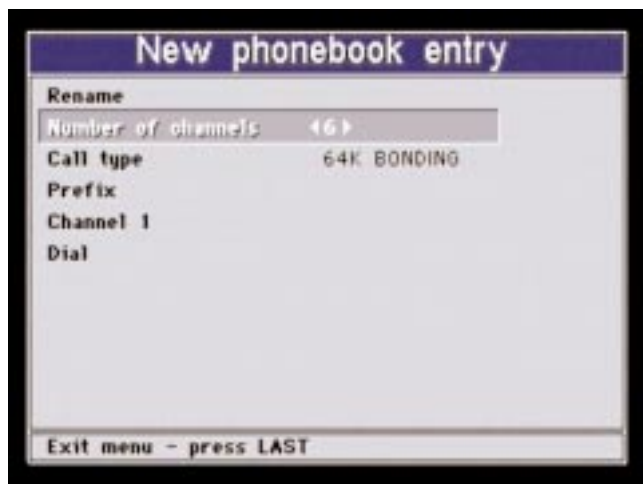 New phonebook entry
Rename
Number of channels 6
Call type 64K BONDING
Prefix
Channel 1
Dial
Exit menu - press LAST